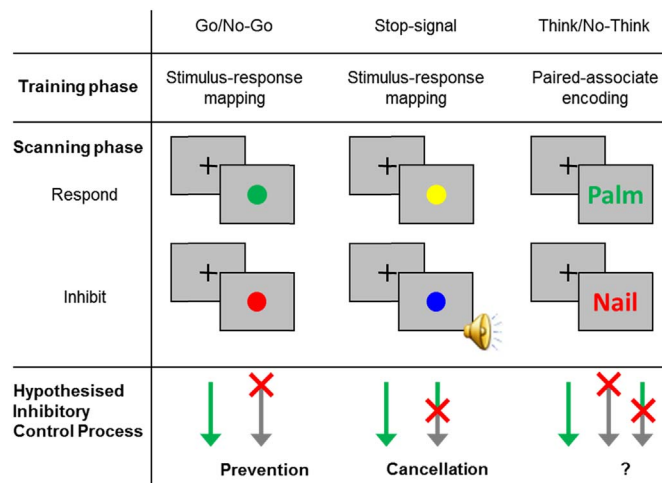 Go/No-Go Stop-signal Think/No-Think
Training phase Stimulus-response mapping Stimulus-response mapping Paired-associate encoding
Scanning phase
Respond Palm
Inhibit Nail
Hypothesised
Inhibitory
Control Process
Prevention Cancellation ?